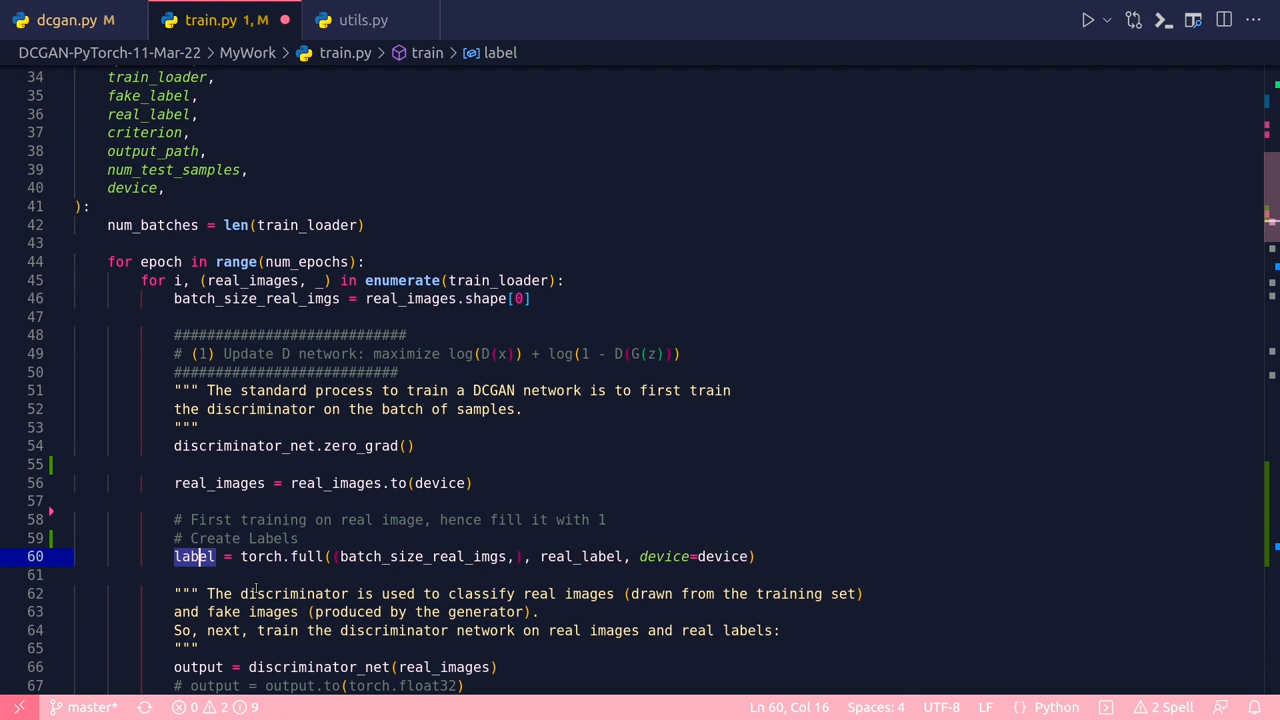 dcgan.py M train.py 1, M utils.py
DCGAN-PyTorch-11-Mar-22 > MyWork > train.py > train > label
34 train_loader,
35 fake_label,
36 real_label,
37 criterion,
38 output_path,
39 num_test_samples,
40 device,
41 ):
42 num_batches = len(train_loader)
43
44 for epoch in range(num_epochs):
45 for i, (real_images, _) in enumerate(train_loader):
46 batch_size_real_imgs = real_images.shape[0]
47
48 ############################
49 # (1) Update D network: maximize log(D(x)) + log(1 - D(G(z)))
50 ###########################
51 """ The standard process to train a DCGAN network is to first train
52 the discriminator on the batch of samples.
53 """
54 discriminator_net.zero_grad()
55
56 real_images = real_images.to(device)
57
58 # First training on real image, hence fill it with 1
59 # Create Labels
60 label = torch.full((batch_size_real_imgs,), real_label, device=device)
61
62 """ The discriminator is used to classify real images (drawn from the training set)
63 and fake images (produced by the generator).
64 So, next, train the discriminator network on real images and real labels:
65 """
66 output = discriminator_net(real_images)
67 # output = output.to(torch.float32)
master* 0 2 9 Ln 60, Col 16 Spaces: 4 UTF-8 LF { } Python 2 Spell